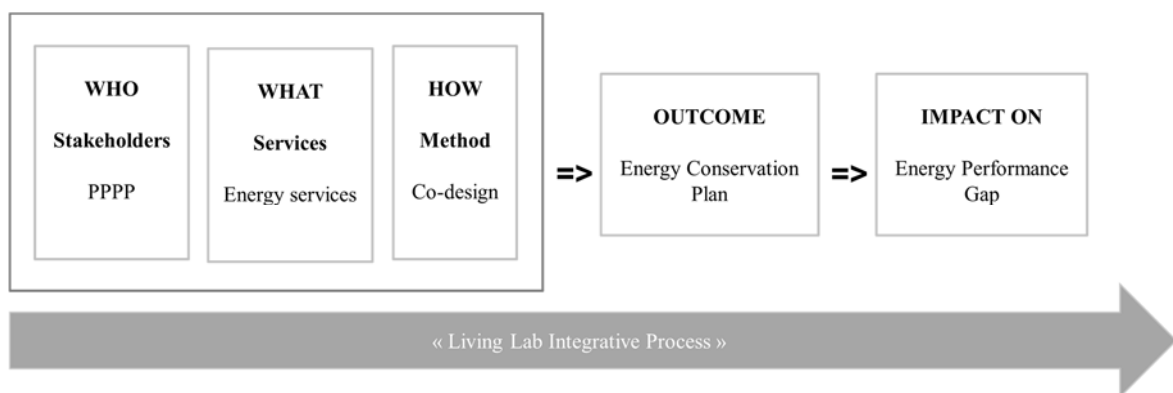 WHO
Stakeholders
PPPP
WHAT
Services
Energy services
HOW
Method
Co-design
=>
OUTCOME
Energy Conservation
Plan
=>
IMPACT ON
Energy Performance
Gap
« Living Lab Integrative Process »